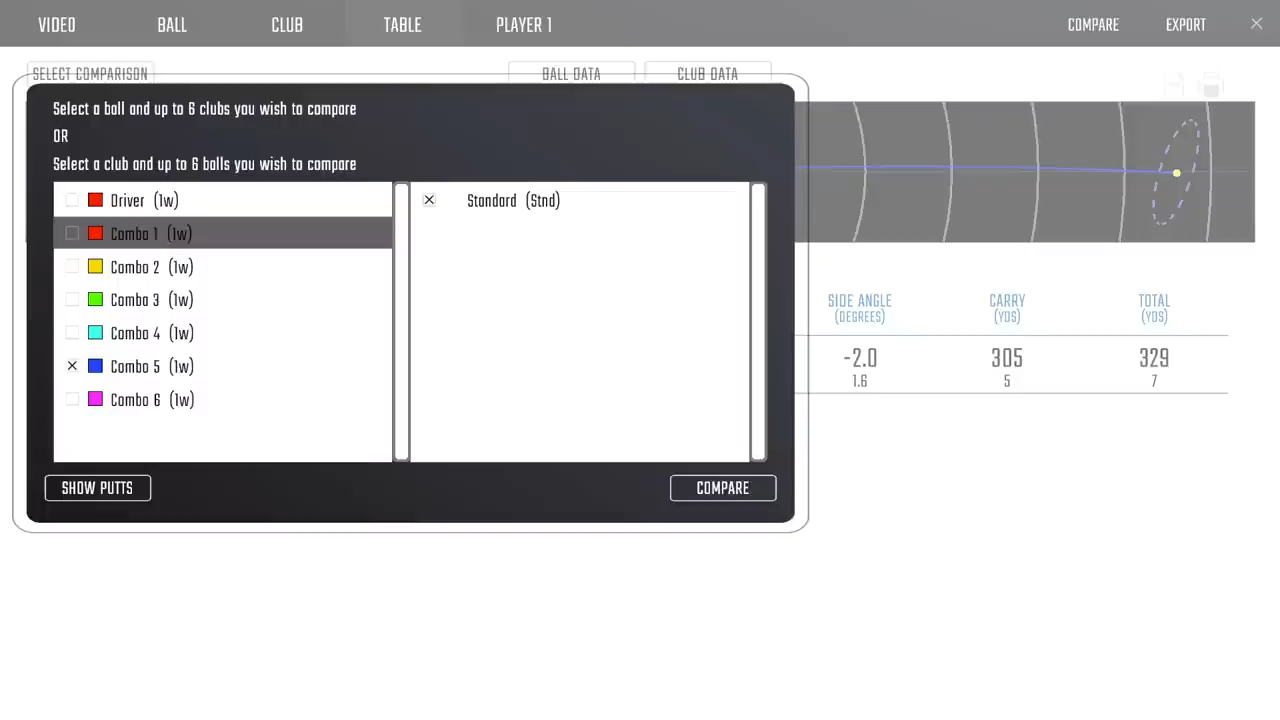 VIDEO BALL CLUB TABLE PLAYER 1 COMPARE EXPORT
SELECT COMPARISON BALL DATA CLUB DATA
Select a ball and up to 6 clubs you wish to compare
OR
Select a club and up to 6 balls you wish to compare
Driver (1w) Standard (Stnd)
Combo 1 (1w)
Combo 2 (1w)
Combo 3 (1w)
Combo 4 (1w)
Combo 5 (1w)
Combo 6 (1w)
SHOW PUTTS COMPARE
SIDE ANGLE CARRY TOTAL
(DEGREES) (YDS) (YDS)
-2.0 305 329
1.6 5 7